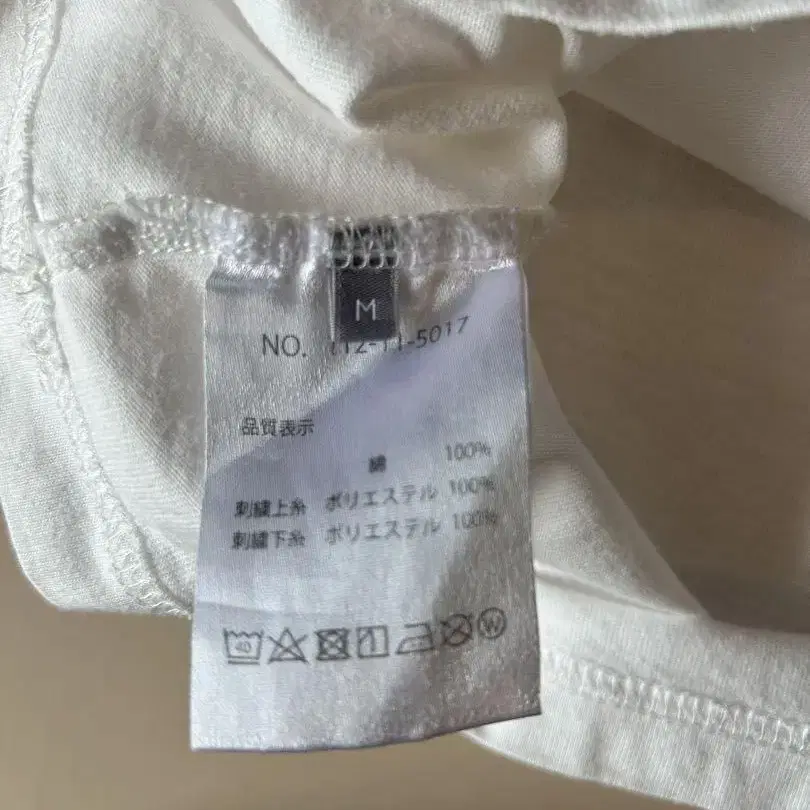 M
NO. 112-11-5017
品質表示
綿 100%
刺繍上糸 ポリエステル 100%
刺繍下糸 ポリエステル 100%
40
W